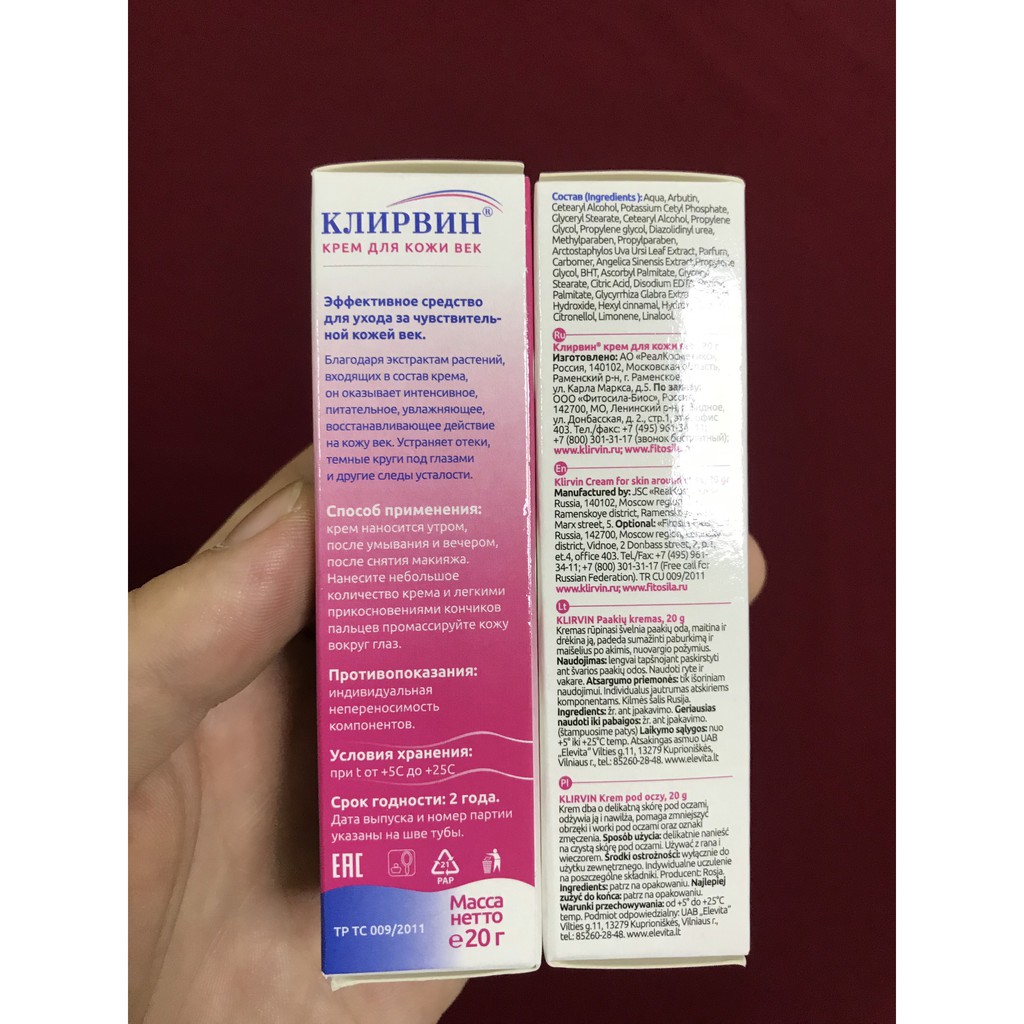 КЛИРВИН®
КРЕМ ДЛЯ КОЖИ ВЕК
Эффективное средство
для ухода за чувствитель-
ной кожей век.
Благодаря экстрактам растений,
входящих в состав крема,
он оказывает интенсивное,
питательное, увлажняющее,
восстанавливающее действие
на кожу век. Устраняет отеки,
темные круги под глазами
и другие следы усталости.
Способ применения:
крем наносится утром,
после умывания и вечером,
после снятия макияжа.
Нанесите небольшое
количество крема и легкими
прикосновениями кончиков
пальцев промассируйте кожу
вокруг глаз.
Противопоказания:
индивидуальная
непереносимость
компонентов.
Условия хранения:
при t от +5С до +25С
Срок годности: 2 года.
Дата выпуска и номер партии
указаны на шве тубы.
EAC
21
PAP
ТР ТС 009/2011
Масса
нетто
℮20 г
Состав (Ingredients): Aqua, Arbutin,
Cetearyl Alcohol, Potassium Cetyl Phosphate,
Glyceryl Stearate, Cetearyl Alcohol, Propylene
Glycol, Propylene glycol, Diazolidinyl urea,
Methylparaben, Propylparaben,
Arctostaphylos Uva Ursi Leaf Extract, Parfum,
Carbomer, Angelica Sinensis Extract, Propylene
Glycol, BHT, Ascorbyl Palmitate, Glyceryl
Stearate, Citric Acid, Disodium EDTA,
Palmitate, Glycyrrhiza Glabra
Hydroxide, Hexyl cinnamal,
Citronellol, Limonene, Linalool
Ru
Клирвин® крем для кожи
Изготовлено: АО
Россия, 140102, Московская область,
Раменский р-н, г. Раменское,
ул. Карла Маркса, д.5. По заказу:
ООО «Фитосила-Биос», Россия,
142700, МО, Ленинский р-н,
ул. Донбасская, д. 2., стр.1, офис
403. Тел./факс: +7 (495)
+7 (800) 301-31-17 (звонок бесплатный);
www.klirvin.ru; www.fitosila.ru
En
Klirvin Cream for skin around
Manufactured by: JSC
Russia, 140102, Moscow region
Ramenskoye district,
Marx street, 5. Optional:
Russia, 142700, Moscow region,
district, Vidnoe, 2 Donbass street,
et.4, office 403. Tel./Fax: +7 (495) 961-
34-11; +7 (800) 301-31-17 (Free call for
Russian Federation). TR CU 009/2011
www.klirvin.ru; www.fitosila.ru
Lt
KLIRVIN Paakių kremas, 20 g
Kremas rūpinasi švelnia paakių oda, maitina ir
drėkina ją, padeda sumažinti paburkimą ir
maišelius po akimis, nuovargio požymius.
Naudojimas: lengvai tapšnojant paskirstyti
ant švarios paakių odos. Naudoti ryte ir
vakare. Atsargumo priemonės: tik išoriniam
naudojimui. Individualus jautrumas atskiriems
komponentams. Kilmės šalis Rusija.
Ingredients: žr. ant įpakavimo. Geriausias
naudoti iki pabaigos: žr. ant įpakavimo.
(štampuosime patys) Laikymo sąlygos: nuo
+5° iki +25°C temp. Atsakingas asmuo UAB
„Elevita" Vilties g.11, 13279 Kuprioniškės,
Vilniaus r., tel.: 85260-28-48. www.elevita.lt
Pl
KLIRVIN Krem pod oczy, 20 g
Krem dba o delikatną skórę pod oczami,
odżywia ją i nawilża, pomaga zmniejszyć
obrzęki i worki pod oczami oraz oznaki
zmęczenia. Sposób użycia: delikatnie nanieść
na czystą skórę pod oczami. Używać z rana i
wieczorem. Środki ostrożności: wyłącznie do
użytku zewnętrznego. Indywidualne uczulenie
na poszczególne składniki. Producent: Rosja.
Ingredients: patrz na opakowaniu. Najlepiej
zużyć do końca: patrz na opakowaniu.
Warunki przechowywania: od +5° do +25°C
temp. Podmiot odpowiedzialny: UAB „Elevita"
Vilties g.11, 13279 Kuprioniškės, Vilniaus r.,
tel.: 85260-28-48. www.elevita.lt